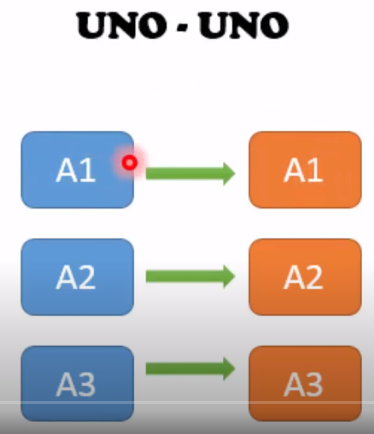 UNO - UNO
A1 A1
A2 A2
A3 A3